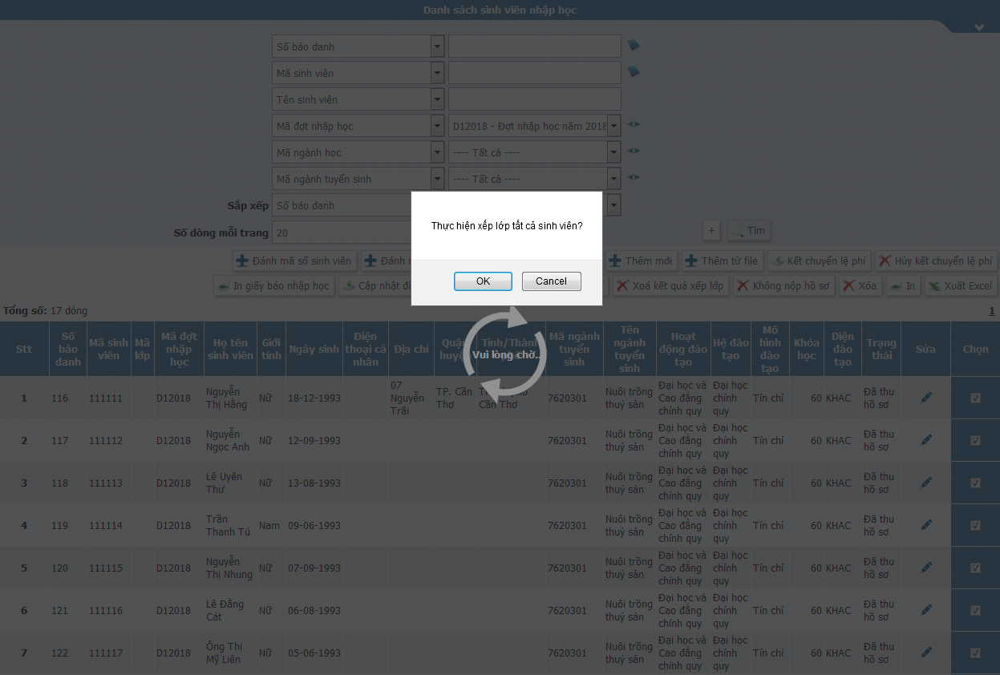 Danh sách sinh viên nhập học
Số báo danh
Mã sinh viên
Tên sinh viên
Mã đợt nhập học D12018 - Đợt nhập học năm 2018
Mã ngành học ---- Tất cả ----
Mã ngành tuyển sinh ---- Tất cả ----
Sắp xếp Số báo danh
Số dòng mỗi trang 20 + Tìm
Thực hiện xếp lớp tất cả sinh viên?
OK Cancel
Đánh mã số sinh viên Đánh Thêm mới Thêm từ file Kết chuyển lệ phí Hủy kết chuyển lệ phí
In giấy báo nhập học Cập nhật Xoá kết quả xếp lớp Không nộp hồ sơ Xóa In Xuất Excel
Tổng số: 17 dòng 1
Stt Số báo danh Mã sinh viên Mã lớp Mã đợt nhập học Họ tên sinh viên Giới tính Ngày sinh Điện thoại cá nhân Địa chỉ Quận huyện Tỉnh/Thành Mã ngành tuyển sinh Tên ngành tuyển sinh Hoạt động đào tạo Hệ đào tạo Mô hình đào tạo Khóa học Diện đào tạo Trạng thái Sửa Chọn
Vui lòng chờ..
1 116 111111 D12018 Nguyễn Thị Hằng Nữ 18-12-1993 07 Nguyễn Trãi TP. Cần Thơ Cần Thơ 7620301 Nuôi trồng thuỷ sản Đại học và Cao đẳng chính quy Đại học chính quy Tín chỉ 60 KHAC Đã thu hồ sơ
2 117 111112 D12018 Nguyễn Ngọc Anh Nữ 12-09-1993 7620301 Nuôi trồng thuỷ sản Đại học và Cao đẳng chính quy Đại học chính quy Tín chỉ 60 KHAC Đã thu hồ sơ
3 118 111113 D12018 Lê Uyên Thư Nữ 13-08-1993 7620301 Nuôi trồng thuỷ sản Đại học và Cao đẳng chính quy Đại học chính quy Tín chỉ 60 KHAC Đã thu hồ sơ
4 119 111114 D12018 Trần Thanh Tú Nam 09-06-1993 7620301 Nuôi trồng thuỷ sản Đại học và Cao đẳng chính quy Đại học chính quy Tín chỉ 60 KHAC Đã thu hồ sơ
5 120 111115 D12018 Nguyễn Thị Nhung Nữ 07-09-1993 7620301 Nuôi trồng thuỷ sản Đại học và Cao đẳng chính quy Đại học chính quy Tín chỉ 60 KHAC Đã thu hồ sơ
6 121 111116 D12018 Lê Đằng Cát Nữ 06-08-1993 7620301 Nuôi trồng thuỷ sản Đại học và Cao đẳng chính quy Đại học chính quy Tín chỉ 60 KHAC Đã thu hồ sơ
7 122 111117 D12018 Ông Thị Mỹ Liên Nữ 05-06-1993 7620301 Nuôi trồng thuỷ sản Đại học và Cao đẳng chính quy Đại học chính quy Tín chỉ 60 KHAC Đã thu hồ sơ